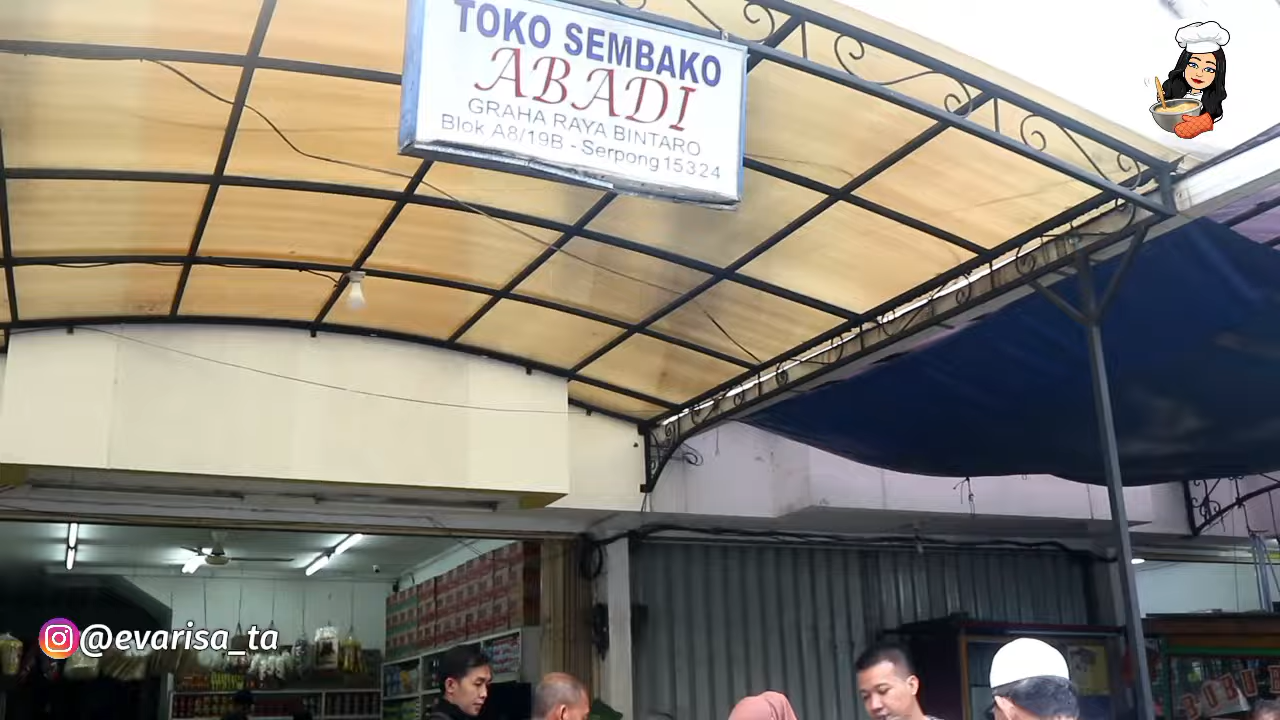 TOKO SEMBAKO
ABADI
GRAHA RAYA BINTARO
Blok A8/19B - Serpong 15324
@evarisa_ta